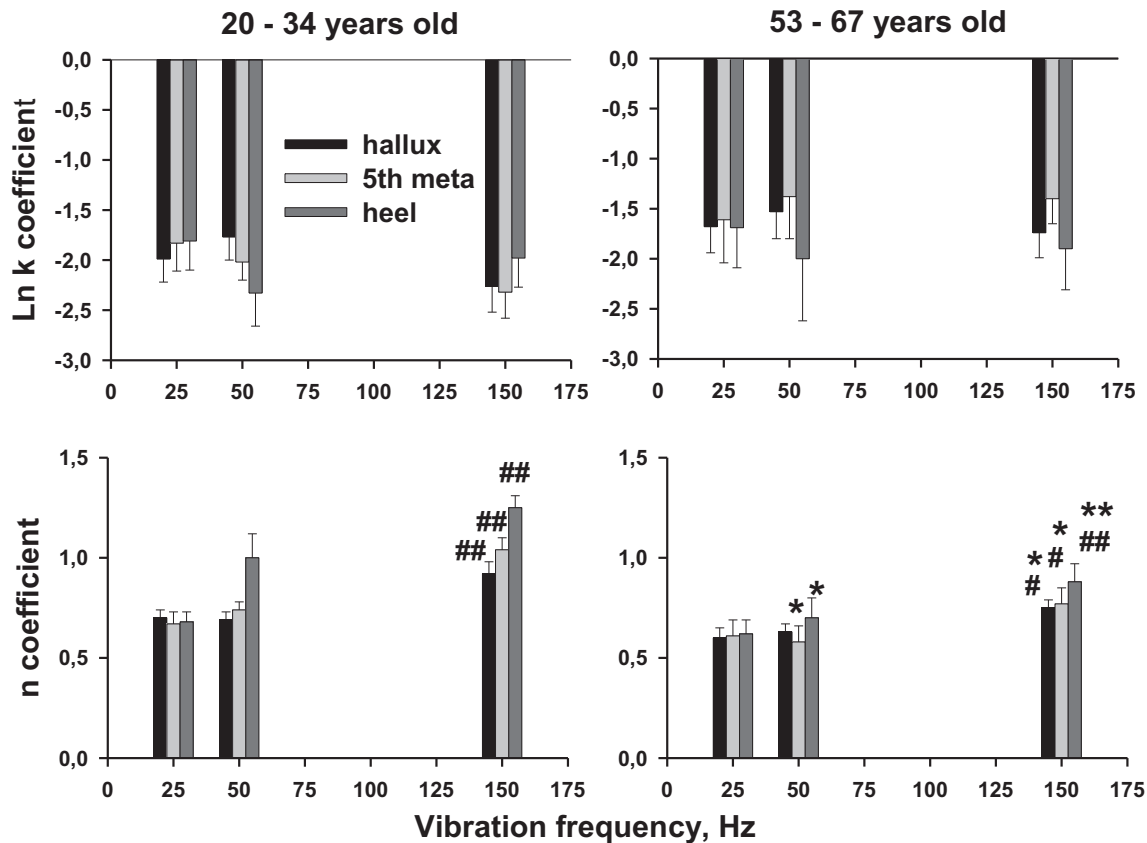 20 - 34 years old
53 - 67 years old
Ln k coefficient
0,0
-0,5
-1,0
-1,5
-2,0
-2,5
-3,0
hallux
5th meta
heel
0 25 50 75 100 125 150 175
0,0
-0,5
-1,0
-1,5
-2,0
-2,5
-3,0
0 25 50 75 100 125 150 175
n coefficient
1,5
1,0
0,5
0,0
##
##
##
0 25 50 75 100 125 150 175
1,5
1,0
0,5
0,0
* *
*
#
*
#
**
##
0 25 50 75 100 125 150 175
Vibration frequency, Hz